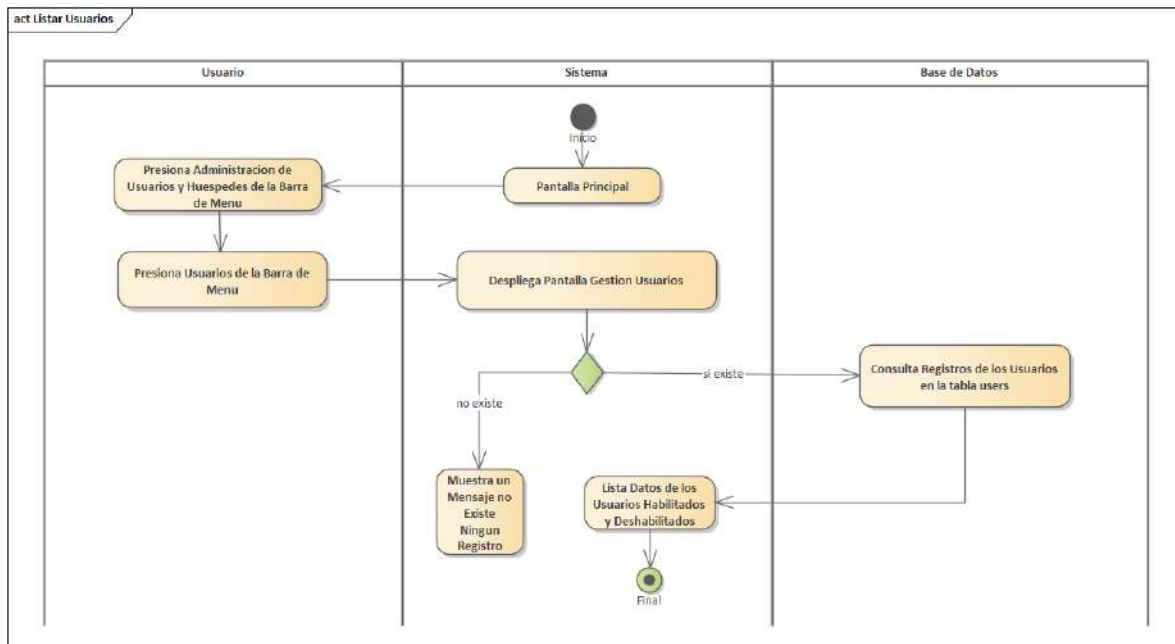 act Listar Usuarios
Usuario
Sistema
Base de Datos
Inicio
Presiona Administracion de
Usuarios y Huespedes de la Barra
de Menu
Pantalla Principal
Presiona Usuarios de la Barra de
Menu
Despliega Pantalla Gestion Usuarios
si existe
Consulta Registros de los Usuarios
en la tabla users
no existe
Muestra un
Mensaje no
Existe
Ningun
Registro
Lista Datos de los
Usuarios Habilitados
y Deshabilitados
Final